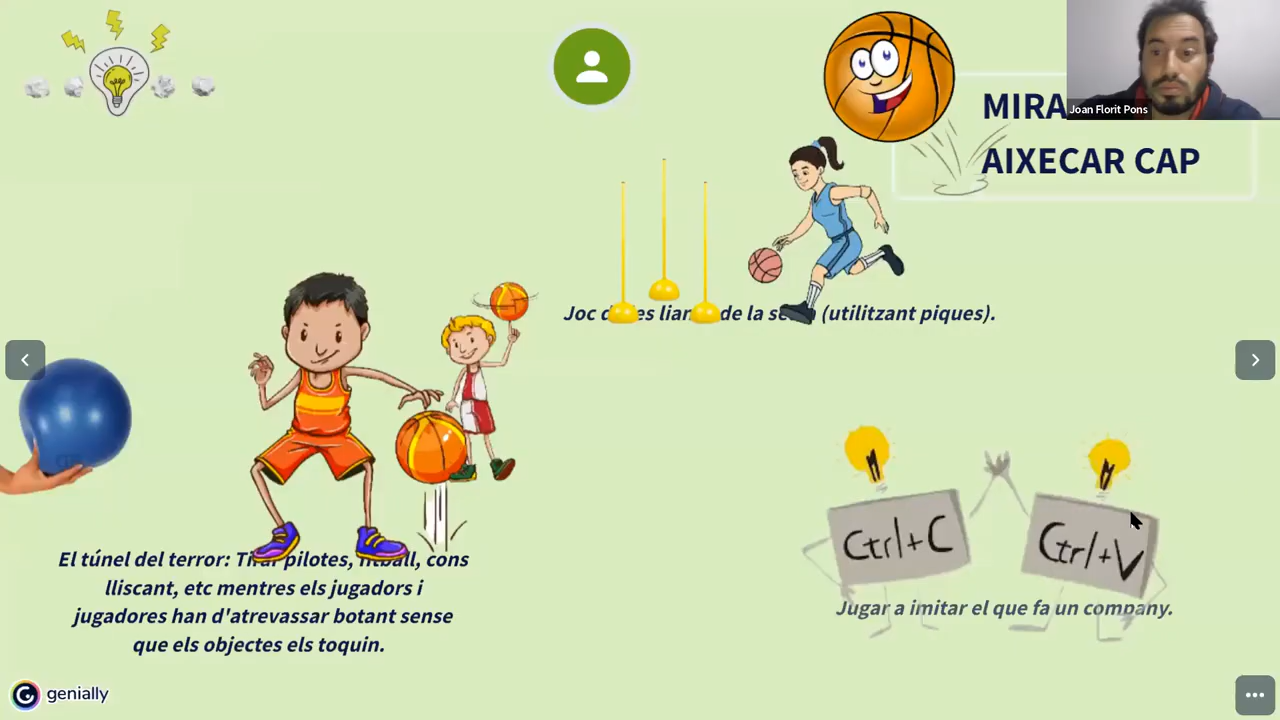 MIRA
Joan Florit Pons
AIXECAR CAP
Joc de les lianes de la selva (utilitzant piques).
Ctrl+C
Ctrl+V
El túnel del terror: Tirar pilotes, fitball, cons
lliscant, etc mentres els jugadors i
jugadores han d'atrevassar botant sense
que els objectes els toquin.
Jugar a imitar el que fa un company.
genially